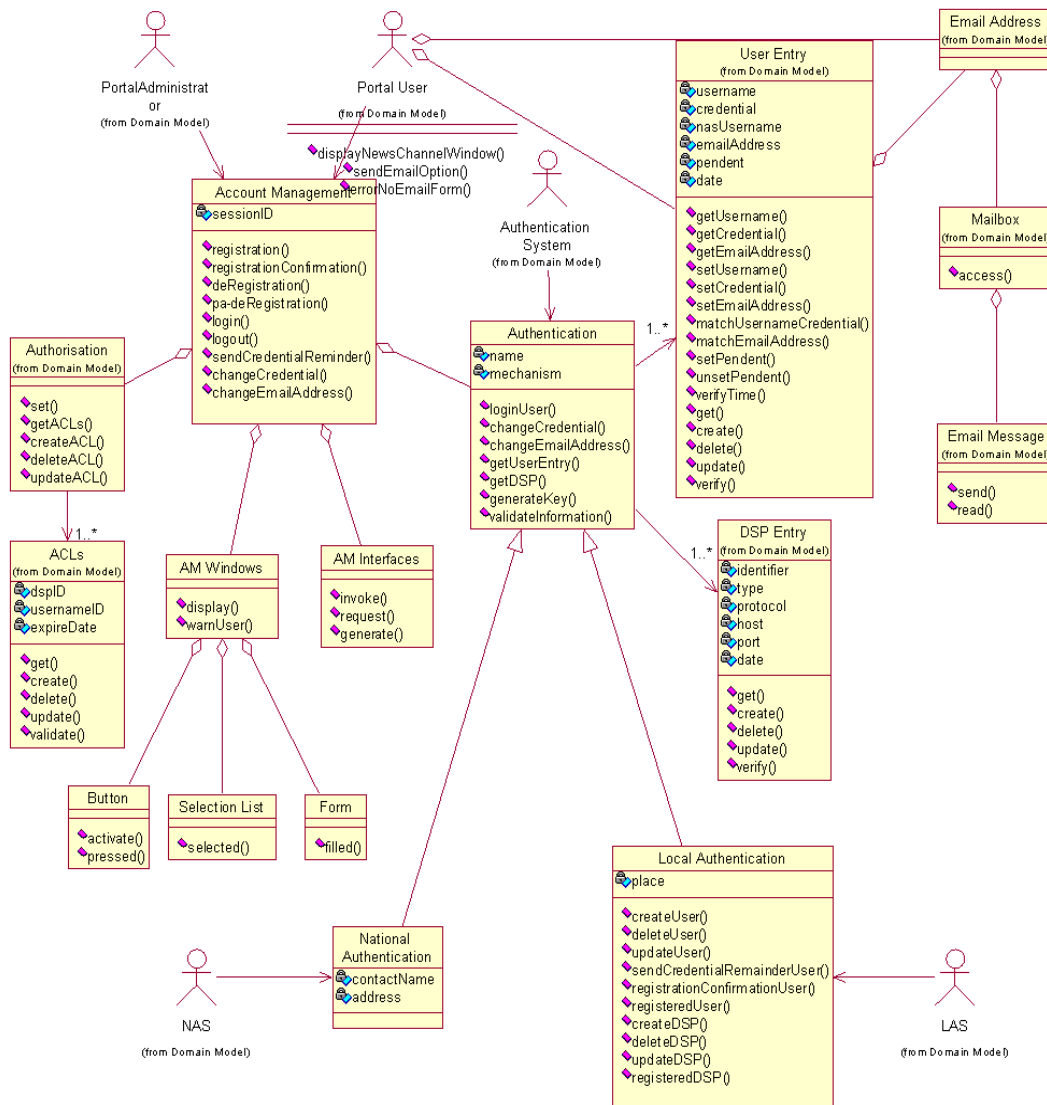 PortalAdministrat
or
(from Domain Model)
Portal User
(from Domain Model)
displayNewsChannelWindow()
sendEmailOption()
errorNoEmailForm()
Email Address
(from Domain Model)
User Entry
(from Domain Model)
username
credential
nasUsername
emailAddress
pendent
date
getUsername()
getCredential()
getEmailAddress()
setUsername()
setCredential()
setEmailAddress()
matchUsernameCredential()
matchEmailAddress()
setPendent()
unsetPendent()
verifyTime()
get()
create()
delete()
update()
verify()
Account Management
sessionID
registration()
registrationConfirmation()
deRegistration()
pa-deRegistration()
login()
logout()
sendCredentialReminder()
changeCredential()
changeEmailAddress()
Authentication
System
(from Domain Model)
Mailbox
(from Domain Model)
access()
Authorisation
(from Domain Model)
set()
getACLs()
createACL()
deleteACL()
updateACL()
Authentication
name
mechanism
loginUser()
changeCredential()
changeEmailAddress()
getUserEntry()
getDSP()
generateKey()
validateInformation()
1..*
Email Message
(from Domain Model)
send()
read()
1..*
ACLs
(from Domain Model)
dspID
usernameID
expireDate
get()
create()
delete()
update()
validate()
AM Windows
display()
warnUser()
AM Interfaces
invoke()
request()
generate()
1..*
DSP Entry
(from Domain Model)
identifier
type
protocol
host
port
date
get()
create()
delete()
update()
verify()
Button
activate()
pressed()
Selection List
selected()
Form
filled()
Local Authentication
place
createUser()
deleteUser()
updateUser()
sendCredentialRemainderUser()
registrationConfirmationUser()
registeredUser()
createDSP()
deleteDSP()
updateDSP()
registeredDSP()
National
Authentication
contactName
address
NAS
(from Domain Model)
LAS
(from Domain Model)